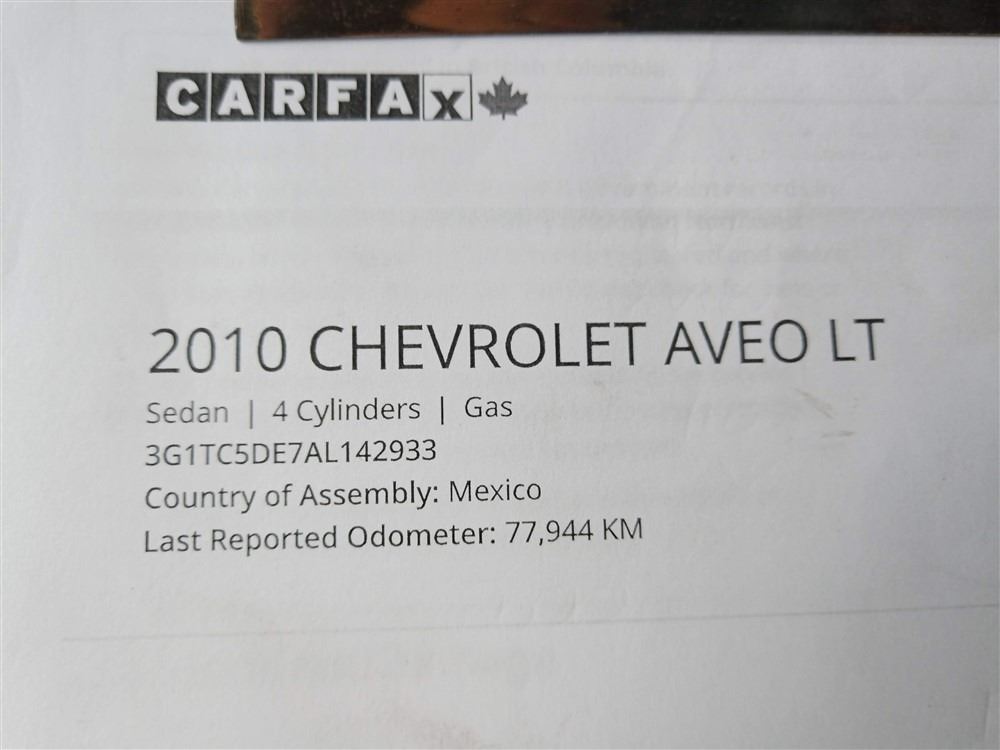 CARFAX
2010 CHEVROLET AVEO LT
Sedan | 4 Cylinders | Gas
3G1TC5DE7AL142933
Country of Assembly: Mexico
Last Reported Odometer: 77,944 KM